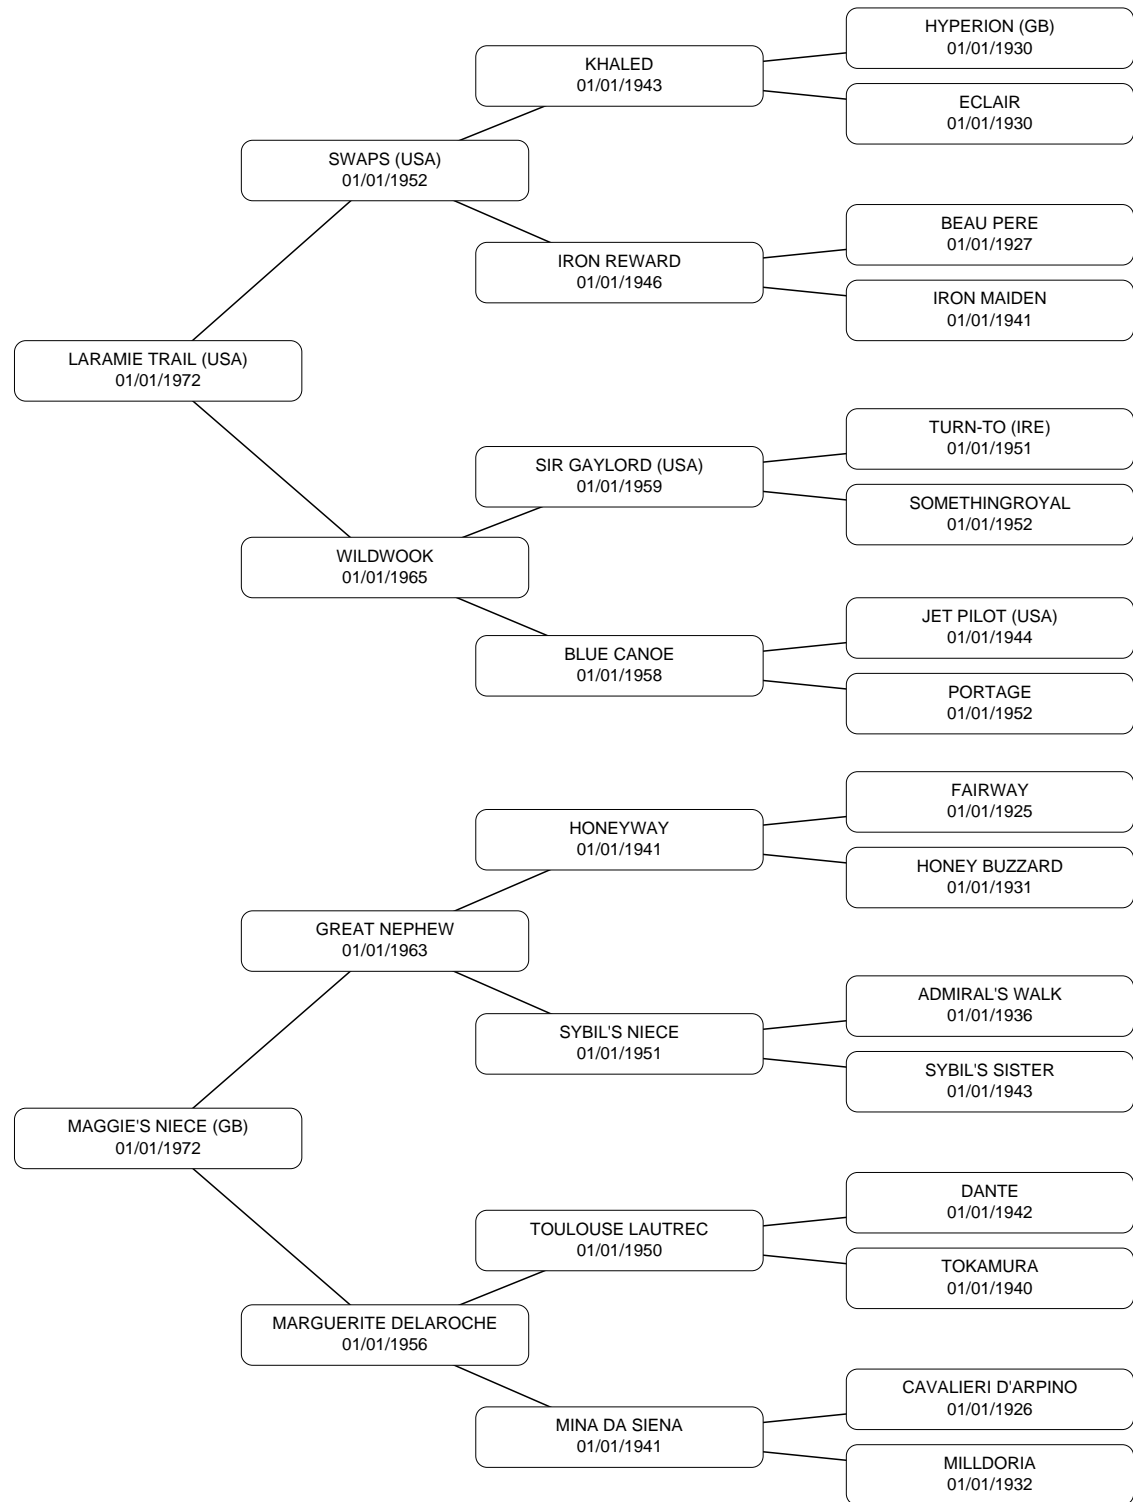 HYPERION (GB)
01/01/1930
KHALED
01/01/1943
ECLAIR
01/01/1930
SWAPS (USA)
01/01/1952
BEAU PERE
01/01/1927
IRON REWARD
01/01/1946
IRON MAIDEN
01/01/1941
LARAMIE TRAIL (USA)
01/01/1972
TURN-TO (IRE)
01/01/1951
SIR GAYLORD (USA)
01/01/1959
SOMETHINGROYAL
01/01/1952
WILDWOOK
01/01/1965
JET PILOT (USA)
01/01/1944
BLUE CANOE
01/01/1958
PORTAGE
01/01/1952
FAIRWAY
01/01/1925
HONEYWAY
01/01/1941
HONEY BUZZARD
01/01/1931
GREAT NEPHEW
01/01/1963
ADMIRAL'S WALK
01/01/1936
SYBIL'S NIECE
01/01/1951
SYBIL'S SISTER
01/01/1943
MAGGIE'S NIECE (GB)
01/01/1972
DANTE
01/01/1942
TOULOUSE LAUTREC
01/01/1950
TOKAMURA
01/01/1940
MARGUERITE DELAROCHE
01/01/1956
CAVALIERI D'ARPINO
01/01/1926
MINA DA SIENA
01/01/1941
MILLDORIA
01/01/1932